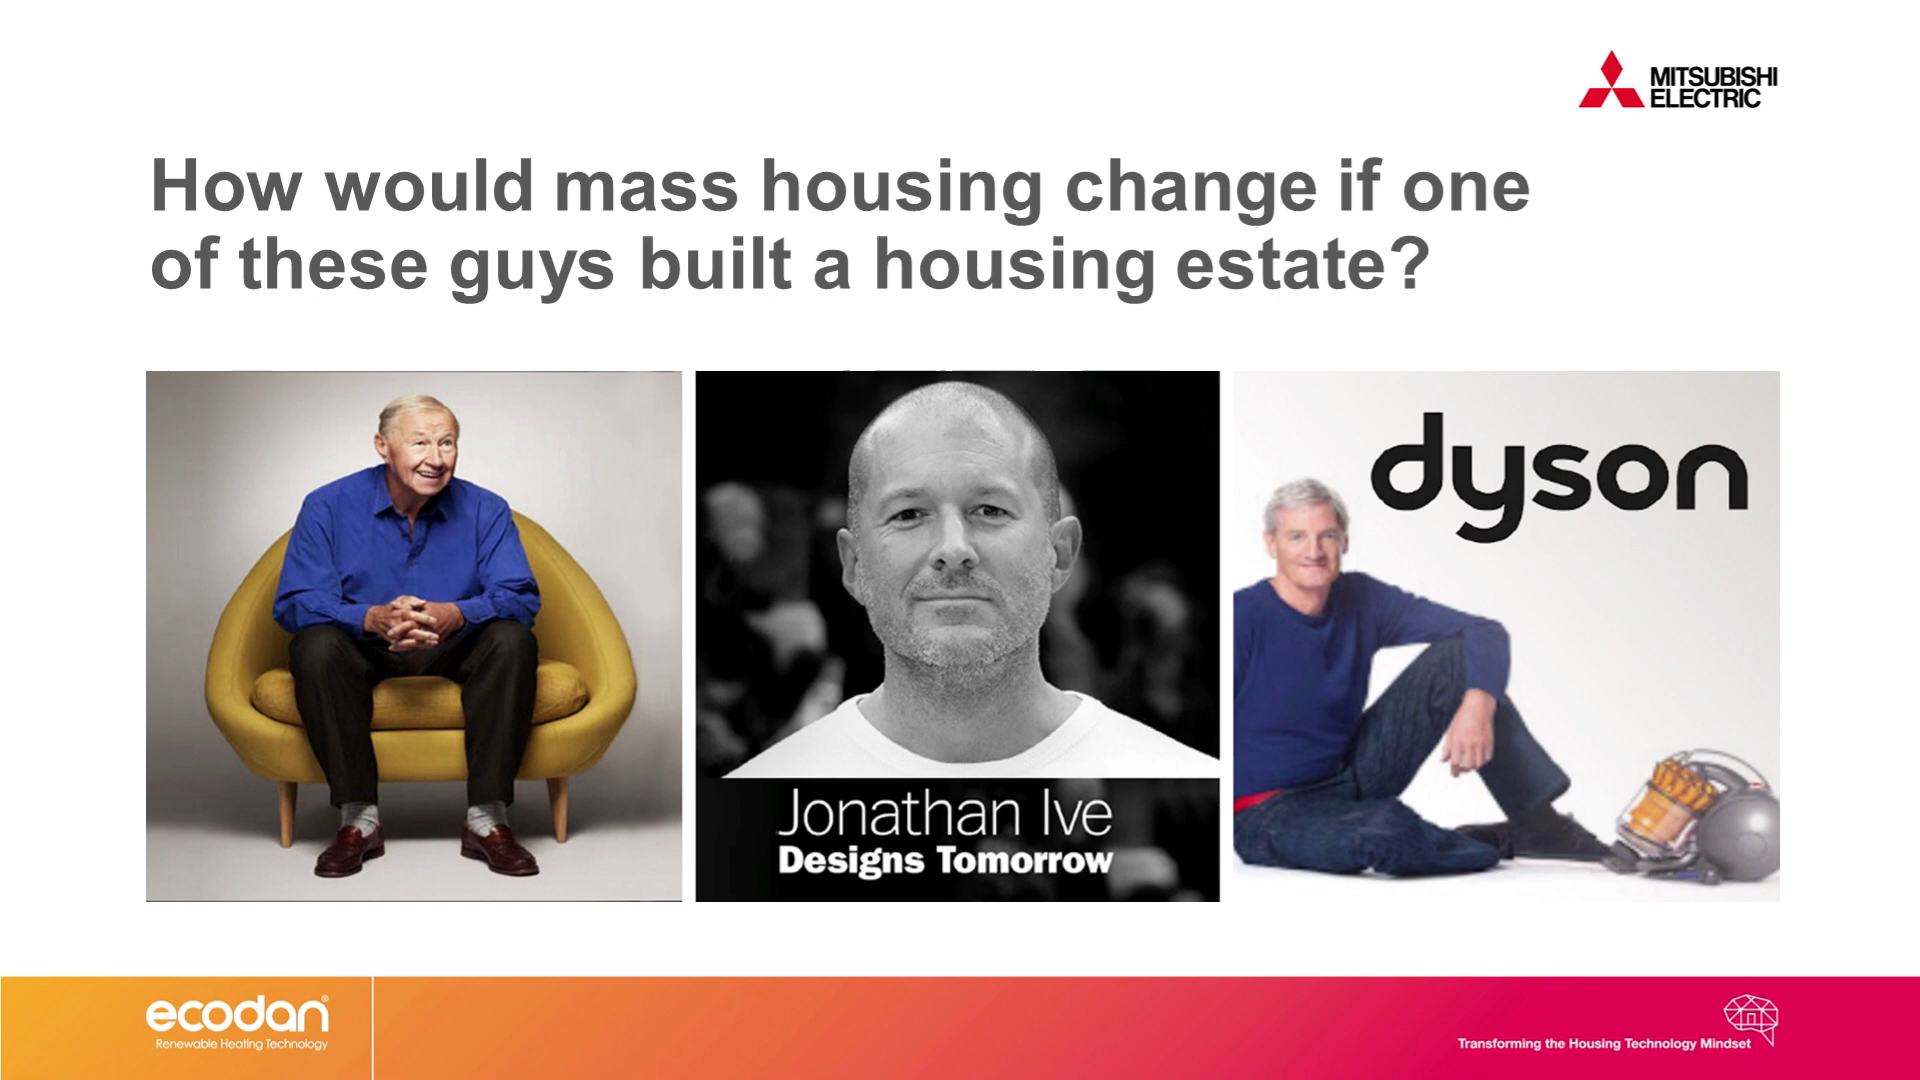 MITSUBISHI
ELECTRIC
How would mass housing change if one
of these guys built a housing estate?
dyson
Jonathan Ive
Designs Tomorrow
ecodan®
Renewable Heating Technology
Transforming the Housing Technology Mindset